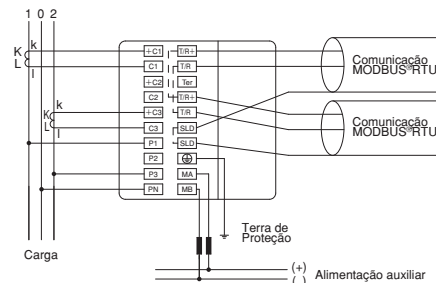 1 0 2
K k
L l
K k
L l
+C1 T/R+
C1 T/R
+C2 Ter
C2 T/R+
+C3 T/R
C3 SLD
P1 SLD
P2
P3 MA
PN MB
Comunicação
MODBUS®RTU
Comunicação
MODBUS®RTU
Terra de
Proteção
Carga
(+)
(-)
Alimentação auxiliar